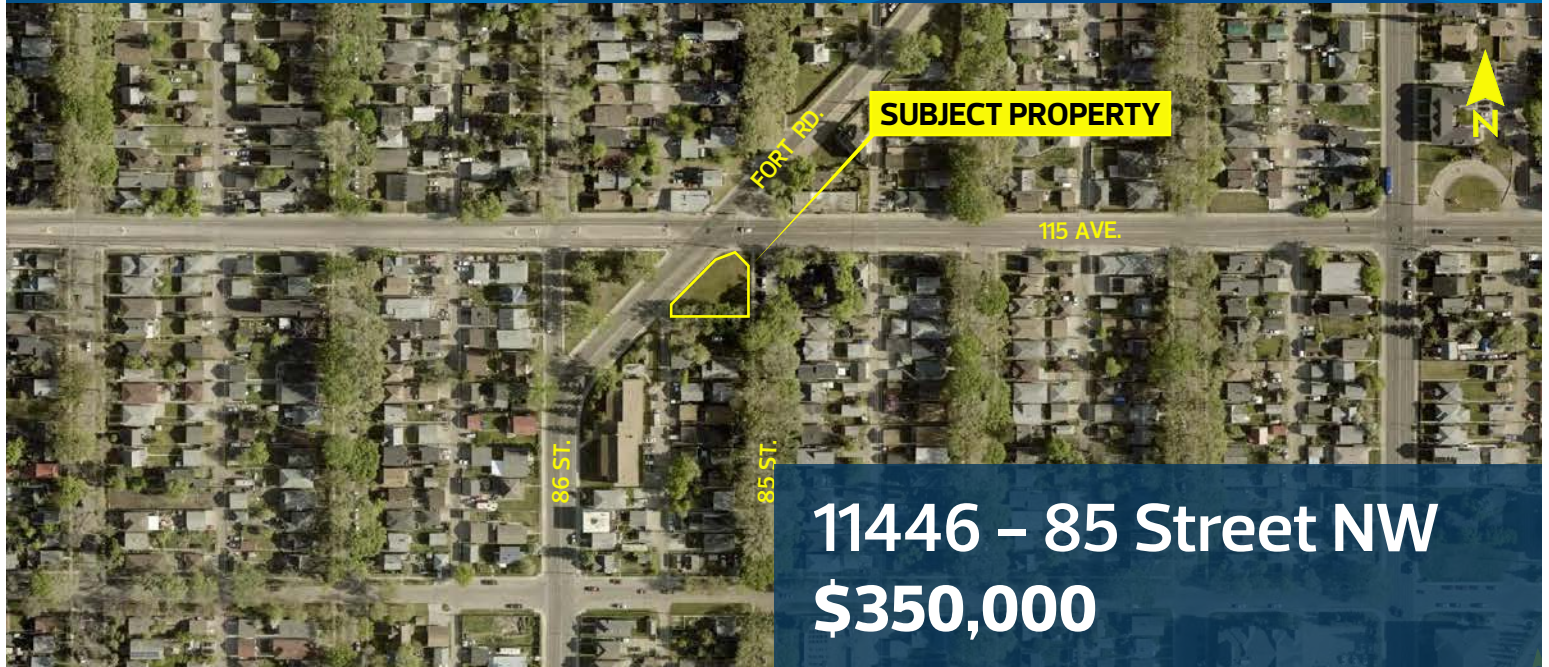 SUBJECT PROPERTY
FORT RD.
N
115 AVE.
86 ST.
85 ST.
11446 – 85 Street NW
$350,000